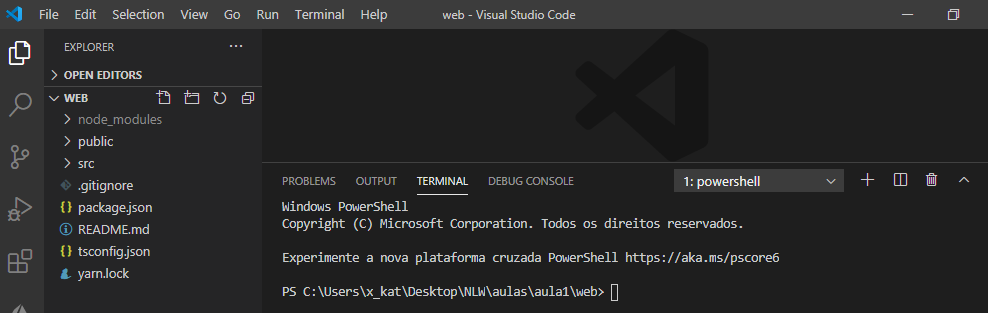 File Edit Selection View Go Run Terminal Help web - Visual Studio Code
EXPLORER
OPEN EDITORS
WEB
node_modules
public
src
.gitignore
package.json
README.md
tsconfig.json
yarn.lock
PROBLEMS OUTPUT TERMINAL DEBUG CONSOLE 1: powershell
Windows PowerShell
Copyright (C) Microsoft Corporation. Todos os direitos reservados.
Experimente a nova plataforma cruzada PowerShell https://aka.ms/pscore6
PS C:\Users\x_kat\Desktop\NLW\aulas\aula1\web>